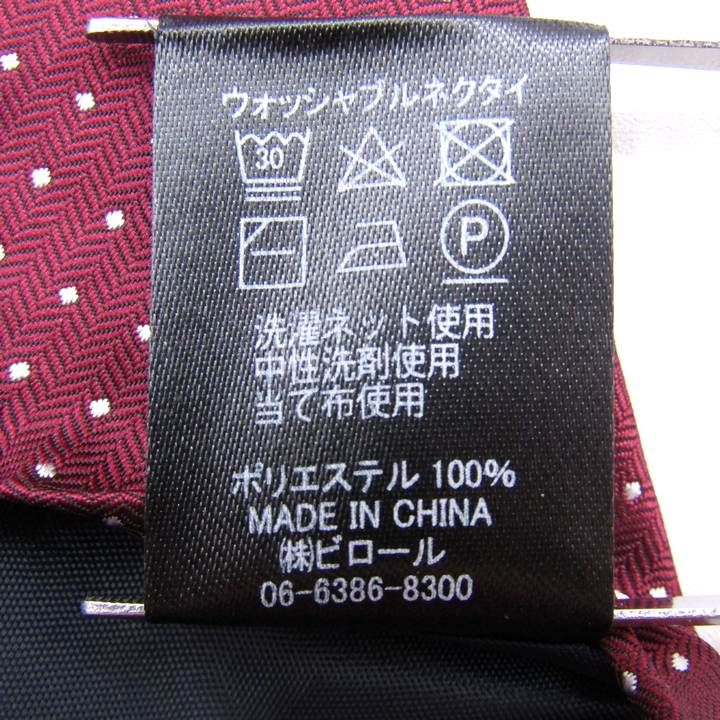 ウォッシャブルネクタイ
30
P
洗濯ネット使用
中性洗剤使用
当て布使用
ポリエステル 100%
MADE IN CHINA
㈱ビロール
06-6386-8300